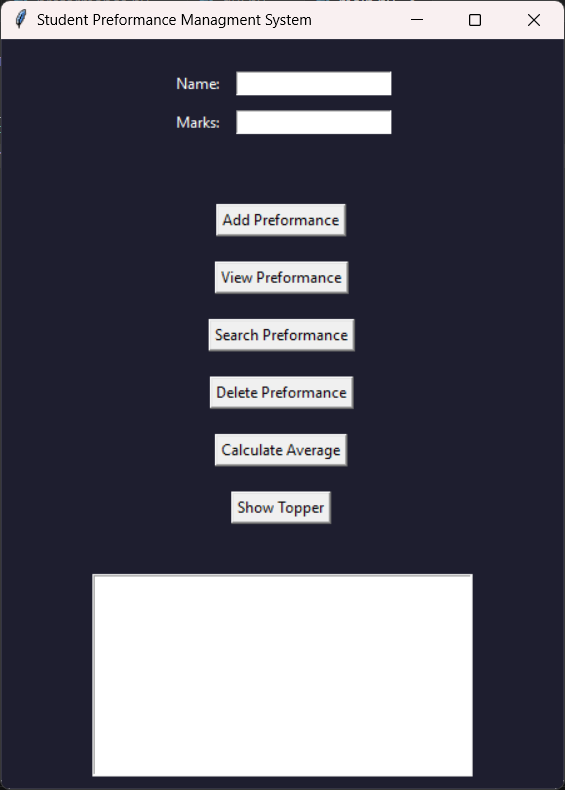 Student Preformance Managment System
Name:
Marks:
Add Preformance
View Preformance
Search Preformance
Delete Preformance
Calculate Average
Show Topper